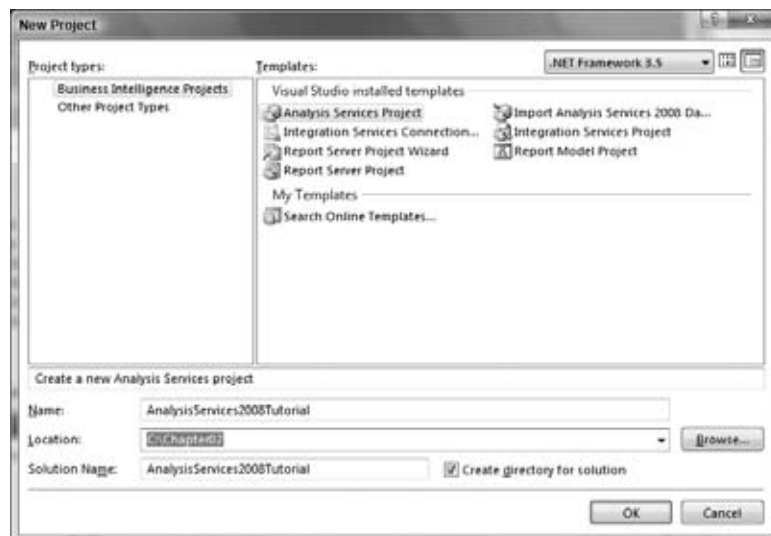 New Project
Project types:
Templates:
.NET Framework 3.5
Business Intelligence Projects
Other Project Types
Visual Studio installed templates
Analysis Services Project
Import Analysis Services 2008 Da...
Integration Services Connection...
Integration Services Project
Report Server Project Wizard
Report Model Project
Report Server Project
My Templates
Search Online Templates...
Create a new Analysis Services project
Name:
AnalysisServices2008Tutorial
Location:
C:\Chapter02
Browse...
Solution Name:
AnalysisServices2008Tutorial
Create directory for solution
OK
Cancel